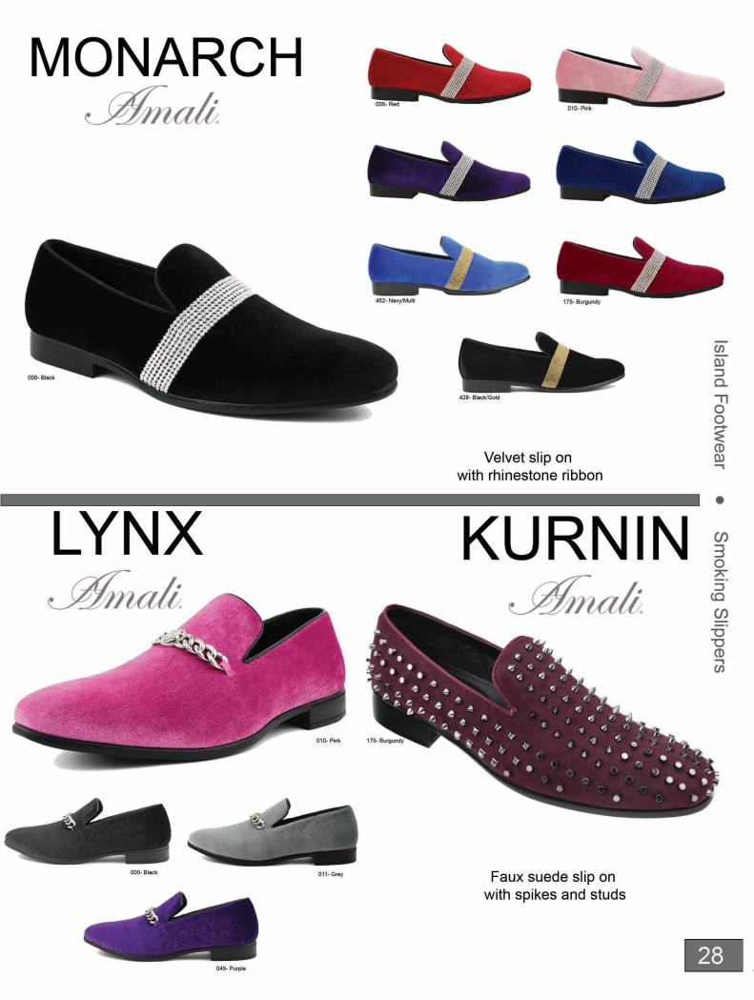 MONARCH
Amali
005- Red
010- Pink
462- Navy/Multi
176- Burgundy
000- Black
428- Black/Gold
Velvet slip on
with rhinestone ribbon
Island Footwear ● Smoking Slippers
LYNX
Amali
010- Pink
000- Black
011- Grey
049- Purple
KURNIN
Amali
176- Burgundy
Faux suede slip on
with spikes and studs
28